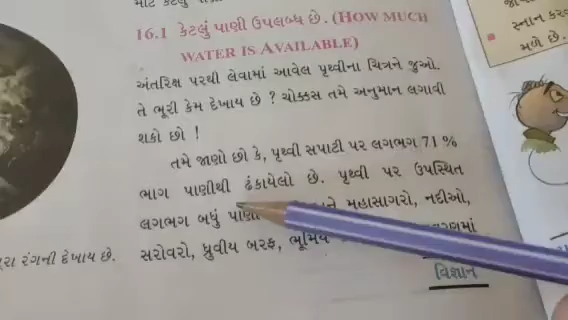 16.1 કેટલું પાણી ઉપલબ્ધ છે. (HOW MUCH
WATER IS AVAILABLE)
અંતરિક્ષ પરથી લેવામાં આવેલ પૃથ્વીના ચિત્રને જુઓ.
તે ભૂરી કેમ દેખાય છે ? ચોક્કસ તમે અનુમાન લગાવી
શકો છો !
તમે જાણો છો કે, પૃથ્વી સપાટી પર લગભગ 71 %
ભાગ પાણીથી ઢંકાયેલો છે. પૃથ્વી પર ઉપસ્થિત
લગભગ બધું પાણી મહાસાગરો, નદીઓ,
સરોવરો, ધ્રુવીય બરફ,
વિજ્ઞાન
રંગની દેખાય છે.
સ્નાન
મળે છે.